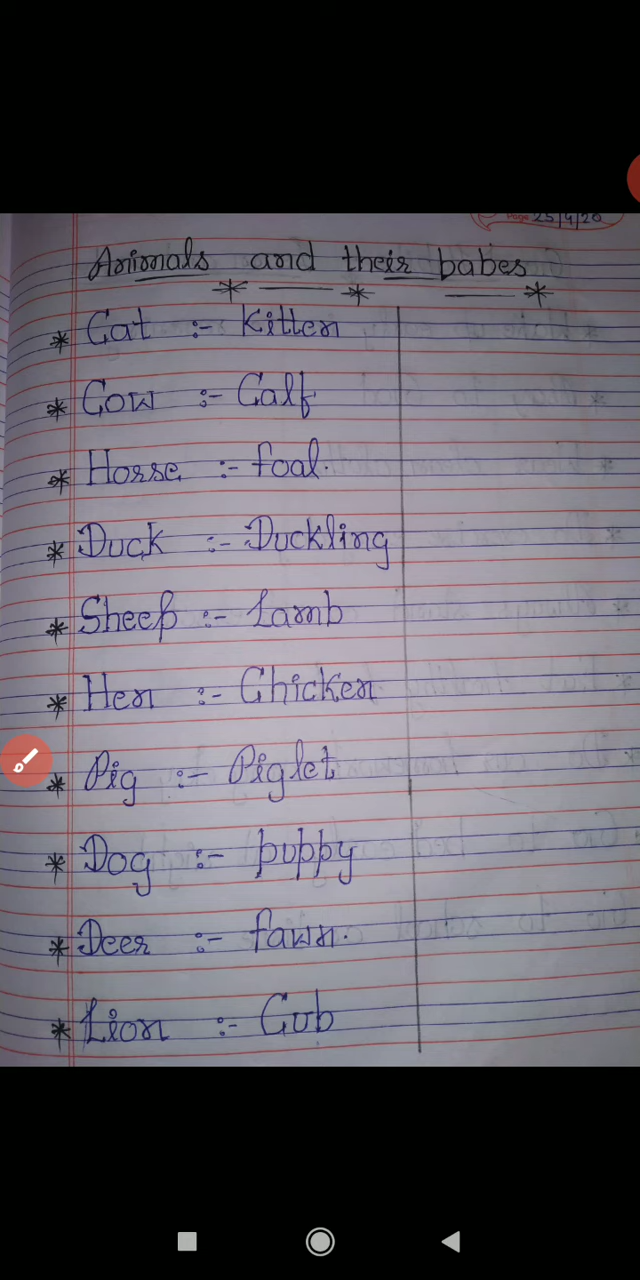 Page 25/4/20
Animals and their babes
* Cat :- Kitten
* Cow :- Calf
* Horse :- foal.
* Duck :- Duckling
* Sheep :- Lamb
* Hen :- Chicken
* Pig :- Piglet
* Dog :- puppy
* Deer :- fawn.
* Lion :- Cub